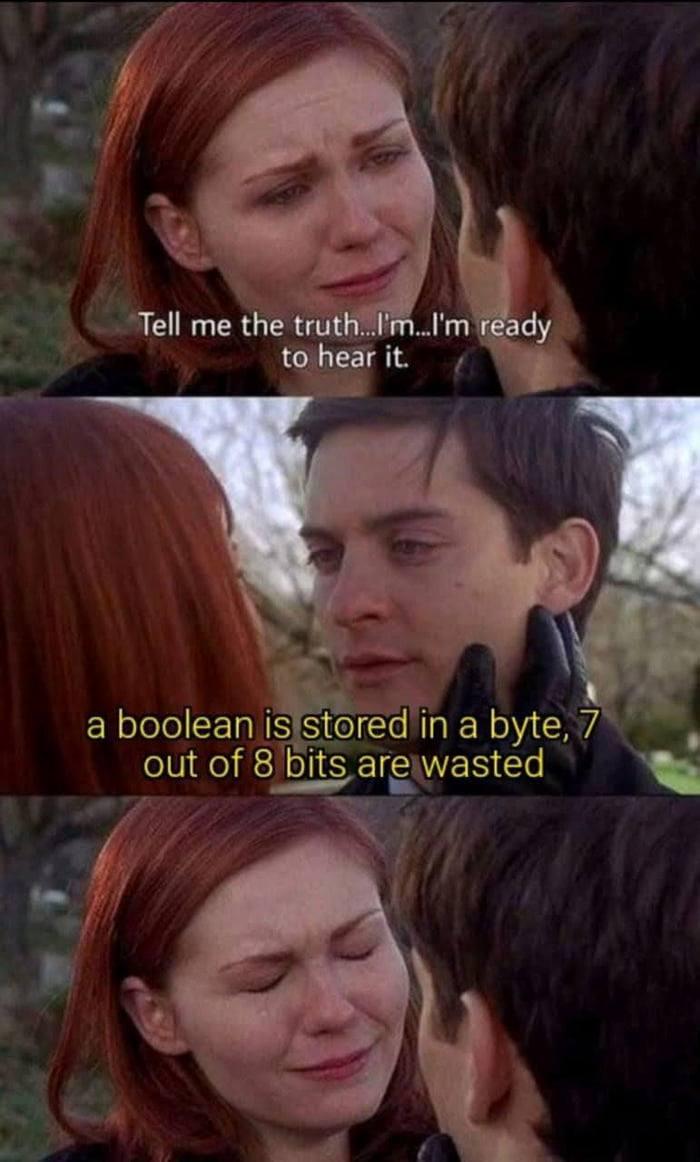 Tell me the truth...I'm...I'm ready
to hear it.
a boolean is stored in a byte, 7
out of 8 bits are wasted